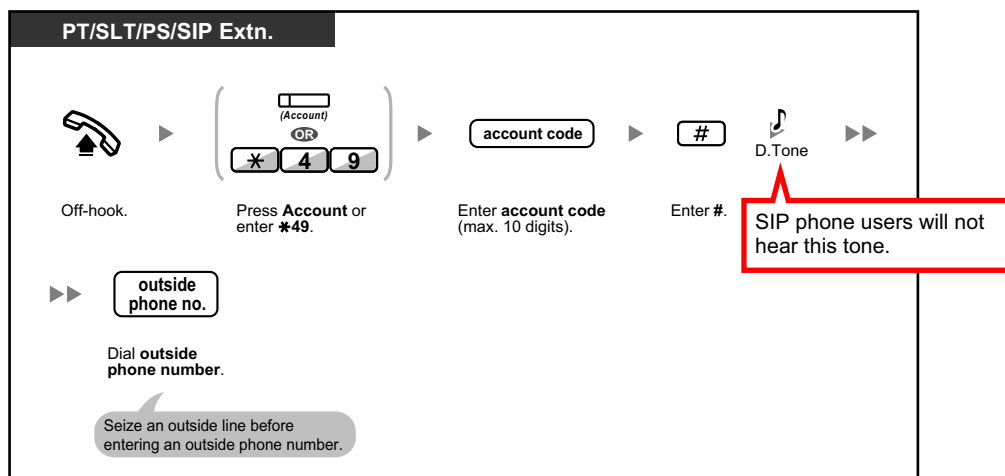 PT/SLT/PS/SIP Extn.
(Account)
OR
* 4 9
account code
#
D.Tone
Off-hook.
Press Account or
enter *49.
Enter account code
(max. 10 digits).
Enter #.
SIP phone users will not
hear this tone.
outside
phone no.
Dial outside
phone number.
Seize an outside line before
entering an outside phone number.